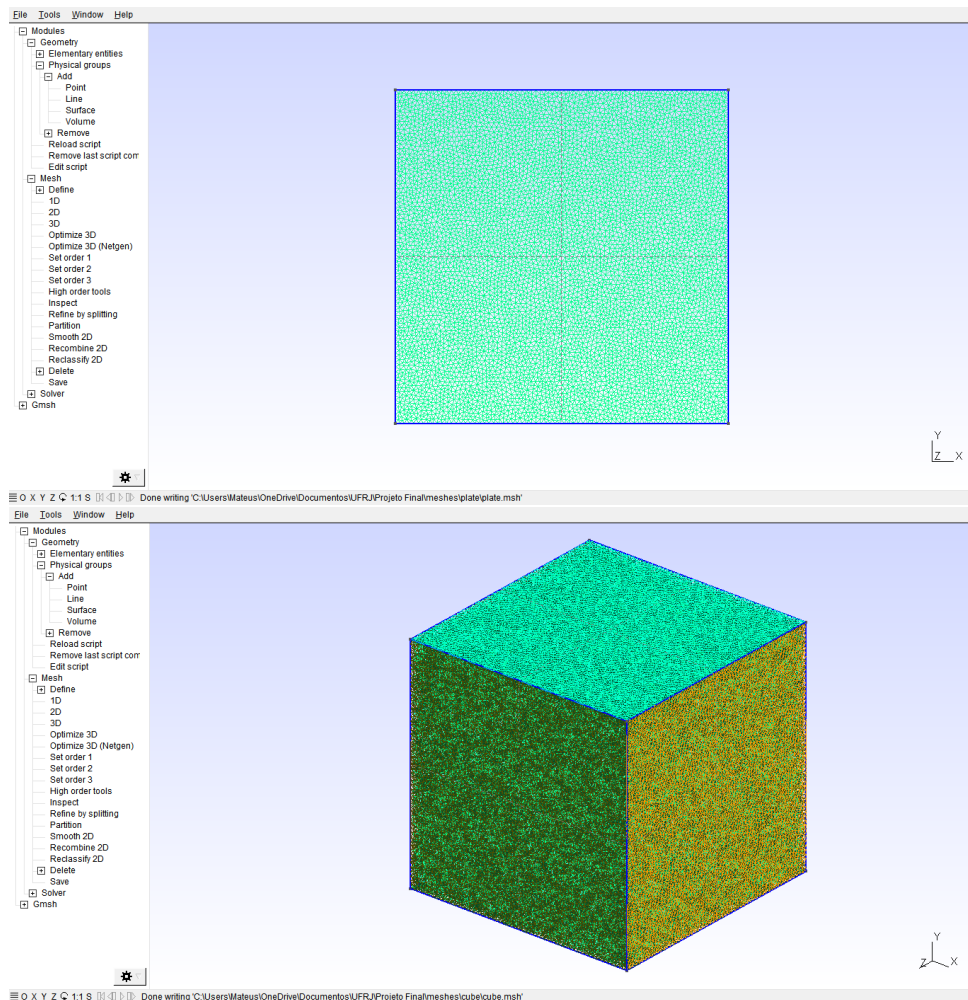 File Tools Window Help
Modules
Geometry
Elementary entities
Physical groups
Add
Point
Line
Surface
Volume
Remove
Reload script
Remove last script com
Edit script
Mesh
Define
1D
2D
3D
Optimize 3D
Optimize 3D (Netgen)
Set order 1
Set order 2
Set order 3
High order tools
Inspect
Refine by splitting
Partition
Smooth 2D
Recombine 2D
Reclassify 2D
Delete
Save
Solver
Gmsh
Y
Z X
O X Y Z 1:1 S Done writing 'C:\Users\Mateus\OneDrive\Documentos\UFRJ\Projeto Final\meshes\plate\plate.msh'
File Tools Window Help
Modules
Geometry
Elementary entities
Physical groups
Add
Point
Line
Surface
Volume
Remove
Reload script
Remove last script com
Edit script
Mesh
Define
1D
2D
3D
Optimize 3D
Optimize 3D (Netgen)
Set order 1
Set order 2
Set order 3
High order tools
Inspect
Refine by splitting
Partition
Smooth 2D
Recombine 2D
Reclassify 2D
Delete
Save
Solver
Gmsh
Y
Z X
O X Y Z 1:1 S Done writing 'C:\Users\Mateus\OneDrive\Documentos\UFRJ\Projeto Final\meshes\cube\cube.msh'